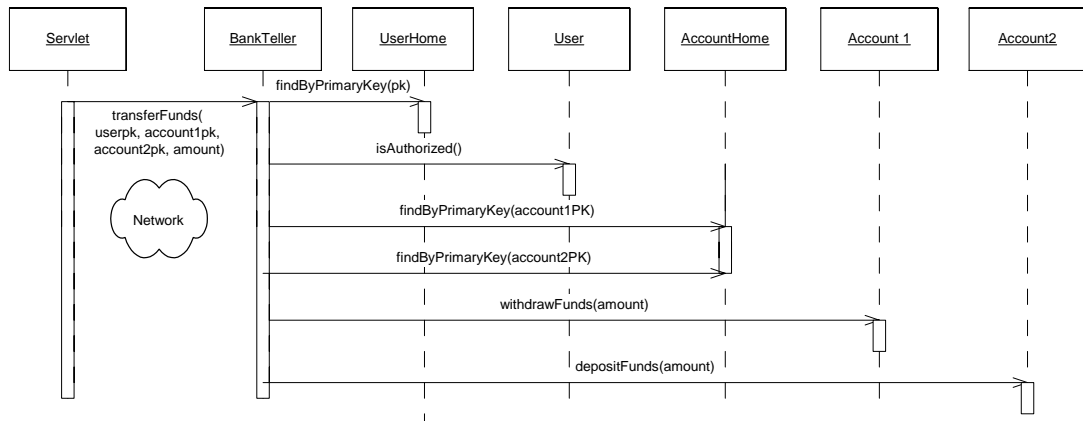 Servlet
BankTeller
UserHome
User
AccountHome
Account 1
Account2
findByPrimaryKey(pk)
transferFunds(
userpk, account1pk,
account2pk, amount)
isAuthorized()
Network
findByPrimaryKey(account1PK)
findByPrimaryKey(account2PK)
withdrawFunds(amount)
depositFunds(amount)